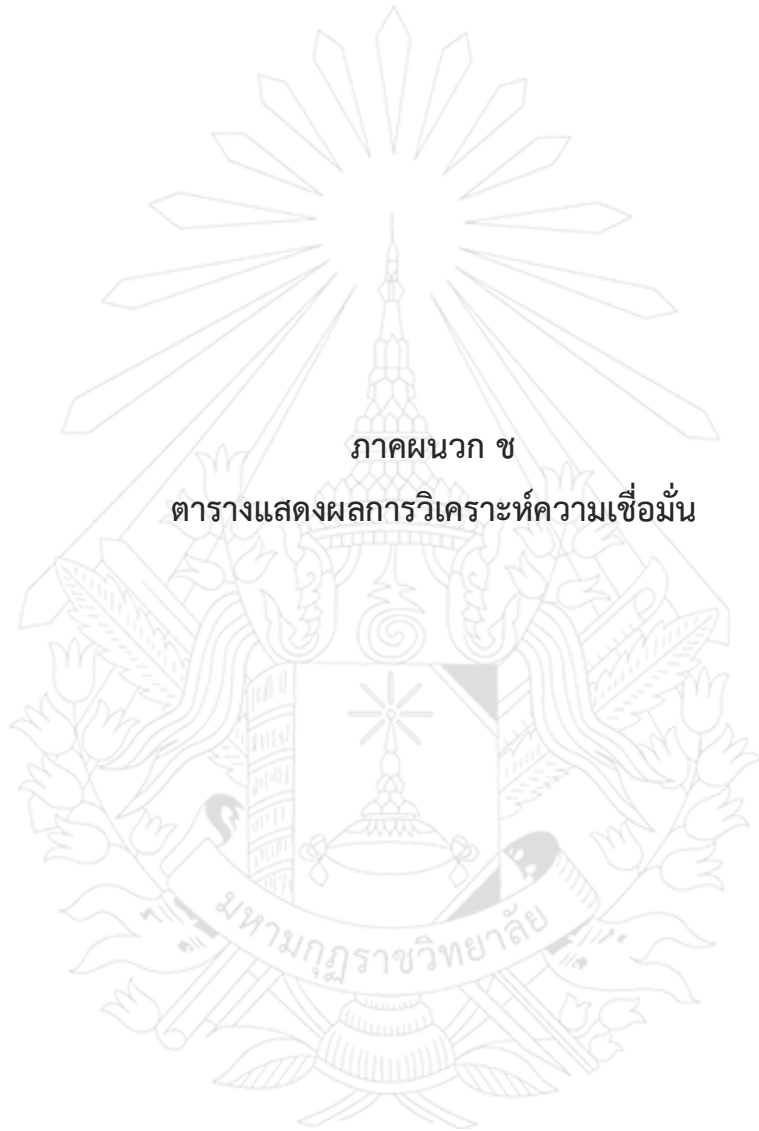 ภาคผนวก ช
ตารางแสดงผลการวิเคราะห์ความเชื่อมั่น
มหามกุฏราชวิทยาลัย